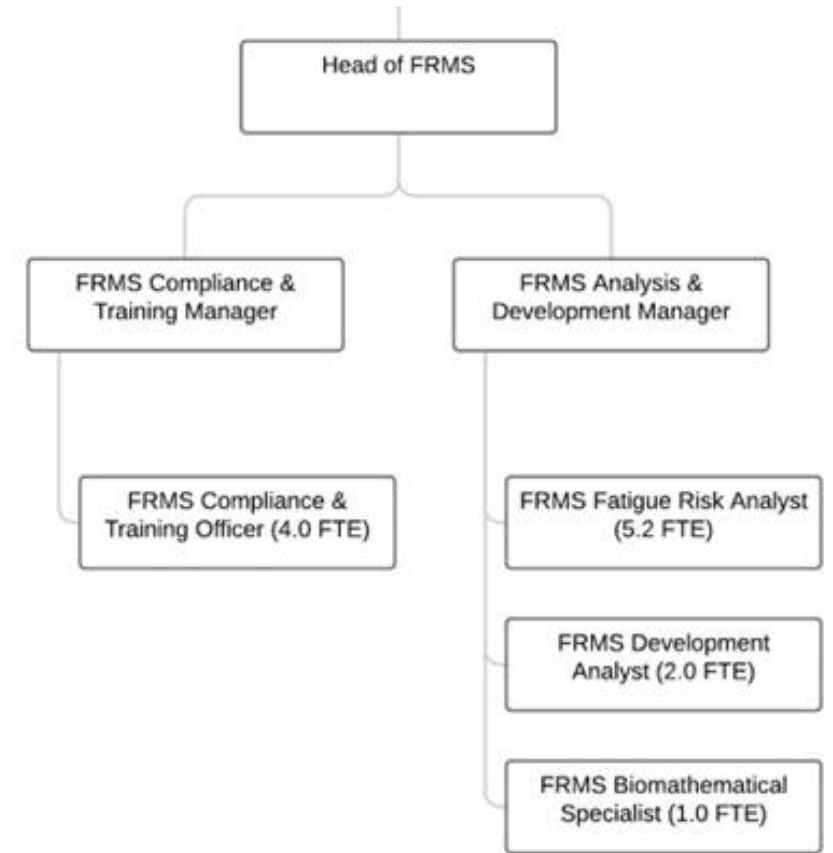 Head of FRMS
FRMS Compliance &
Training Manager
FRMS Analysis &
Development Manager
FRMS Compliance &
Training Officer (4.0 FTE)
FRMS Fatigue Risk Analyst
(5.2 FTE)
FRMS Development
Analyst (2.0 FTE)
FRMS Biomathematical
Specialist (1.0 FTE)